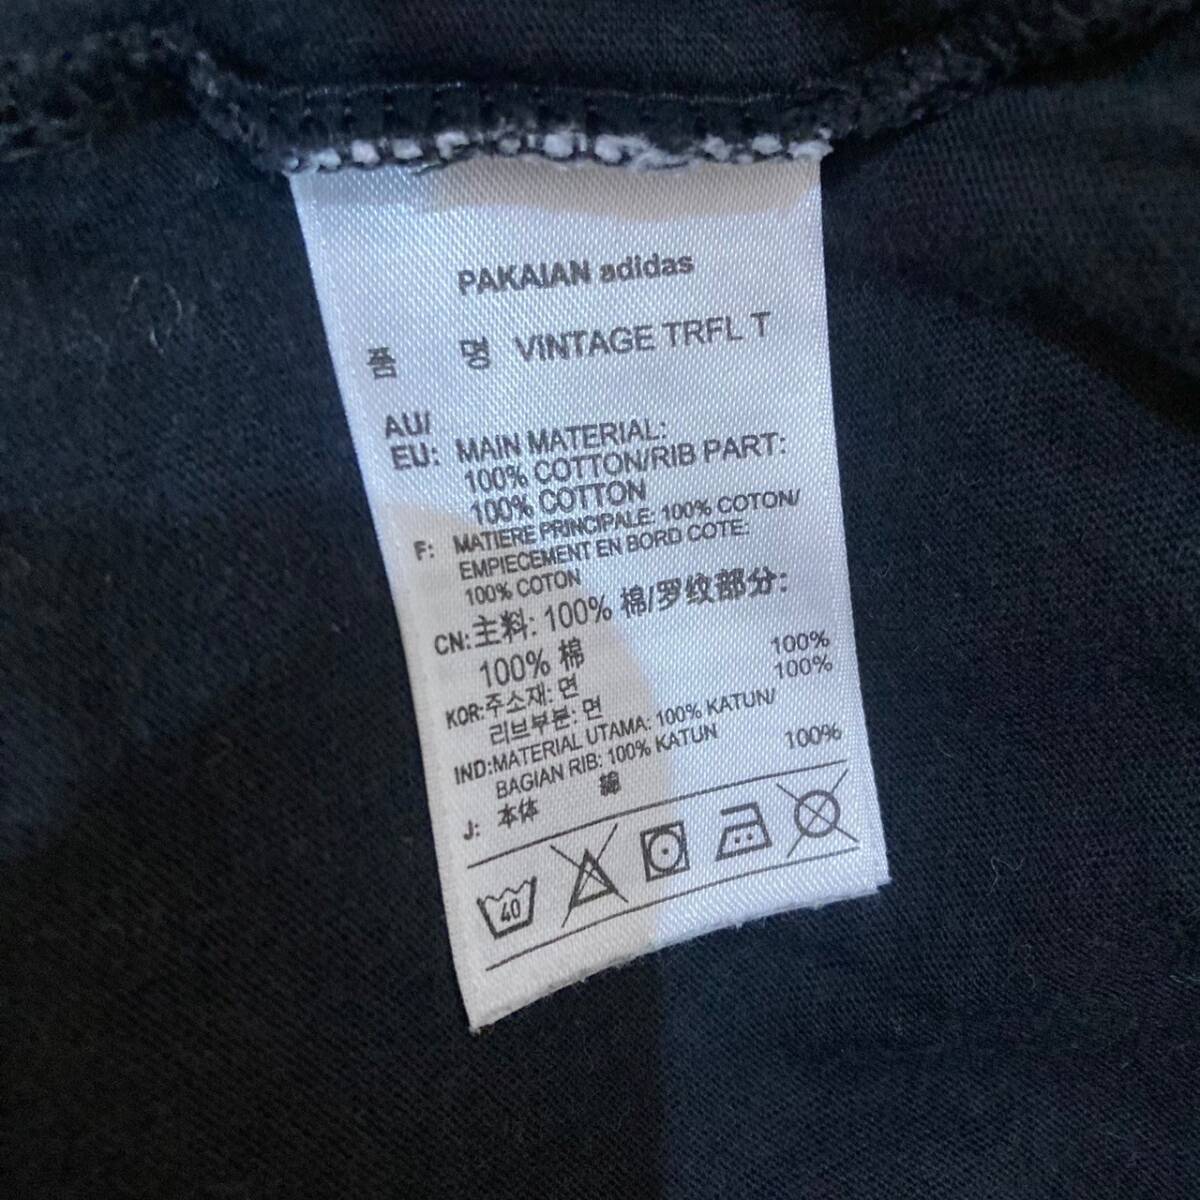 PAKAIAN adidas
품 명 VINTAGE TRFL T
AU/
EU: MAIN MATERIAL:
100% COTTON/RIB PART:
100% COTTON
F: MATIERE PRINCIPALE: 100% COTON/
EMPIECEMENT EN BORD COTE:
100% COTON
CN:主料: 100% 棉/罗纹部分:
100% 棉
KOR:주소재: 면 100%
리브부분: 면 100%
IND:MATERIAL UTAMA: 100% KATUN/
BAGIAN RIB: 100% KATUN
J: 本体 綿 100%
40